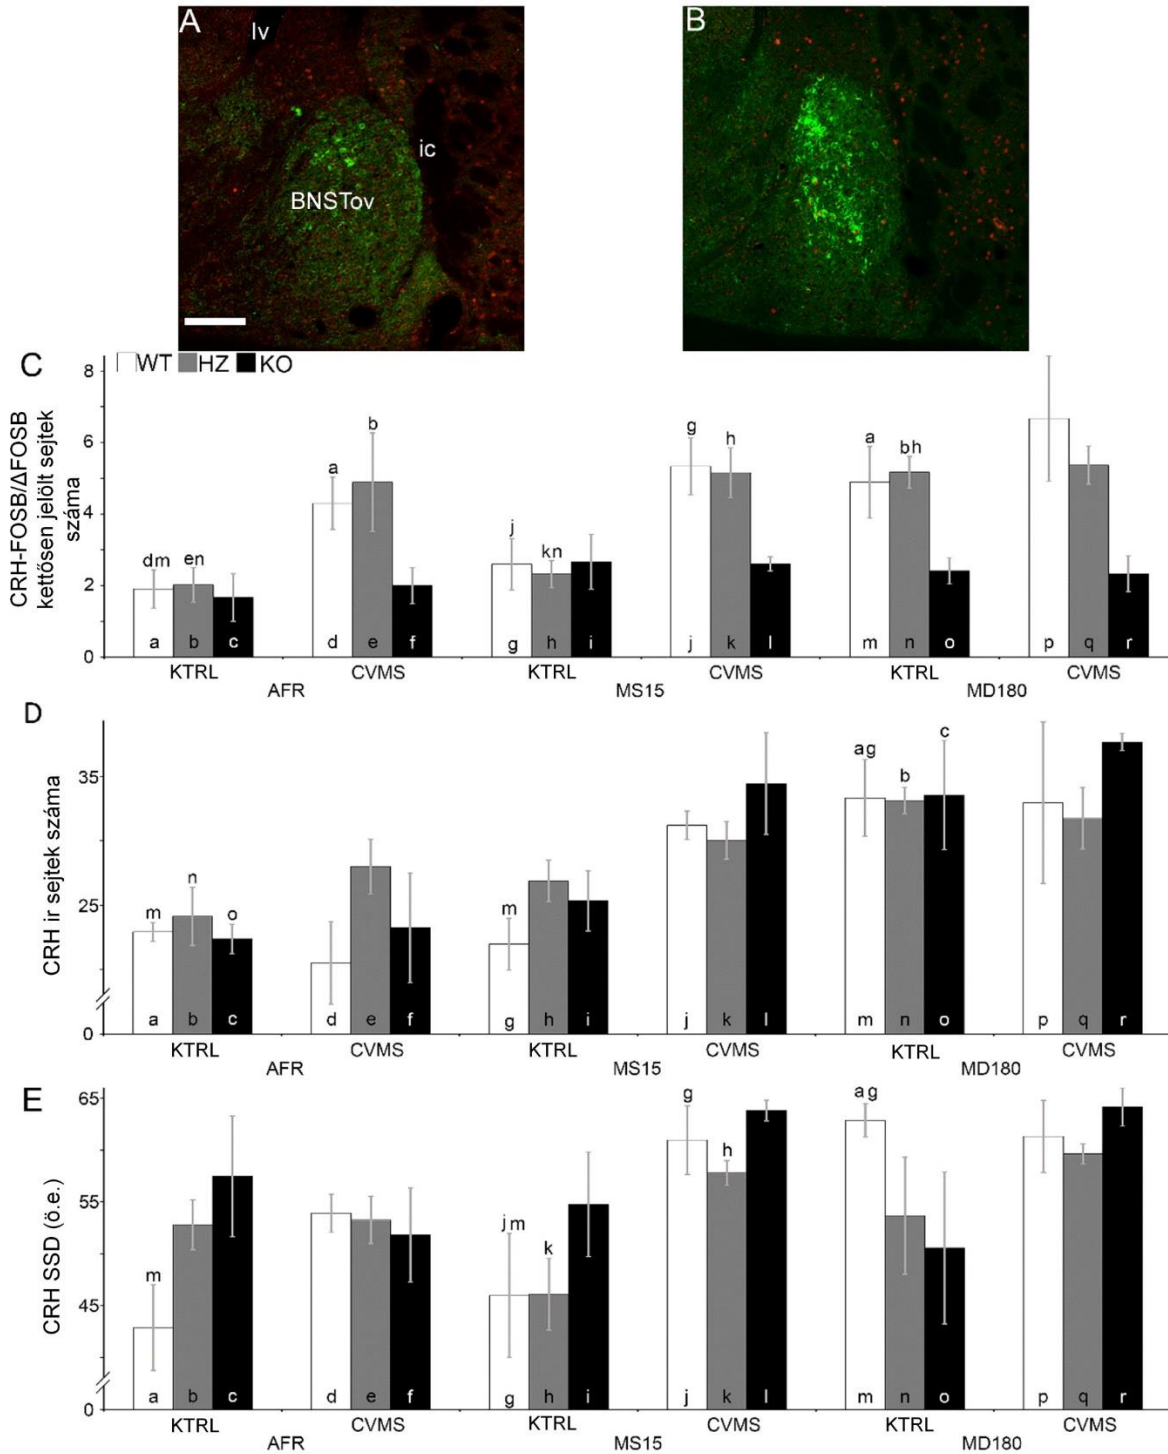 A
lv
ic
BNSTov
B
C
WT HZ KO
CRH-FOSB/ΔFOSB
kettősen jelölt sejtek
száma
8
6
4
2
0
dm en
a b
j kn
g h
a bh
a b c d e f g h i j k l m n o p q r
KTRL CVMS KTRL CVMS KTRL CVMS
AFR MS15 MD180
D
CRH ir sejtek száma
35
25
0
m n o
m
ag b c
a b c d e f g h i j k l m n o p q r
KTRL CVMS KTRL CVMS KTRL CVMS
AFR MS15 MD180
E
CRH SSD (ö.e.)
65
55
45
0
m
jm k
g h
ag
a b c d e f g h i j k l m n o p q r
KTRL CVMS KTRL CVMS KTRL CVMS
AFR MS15 MD180